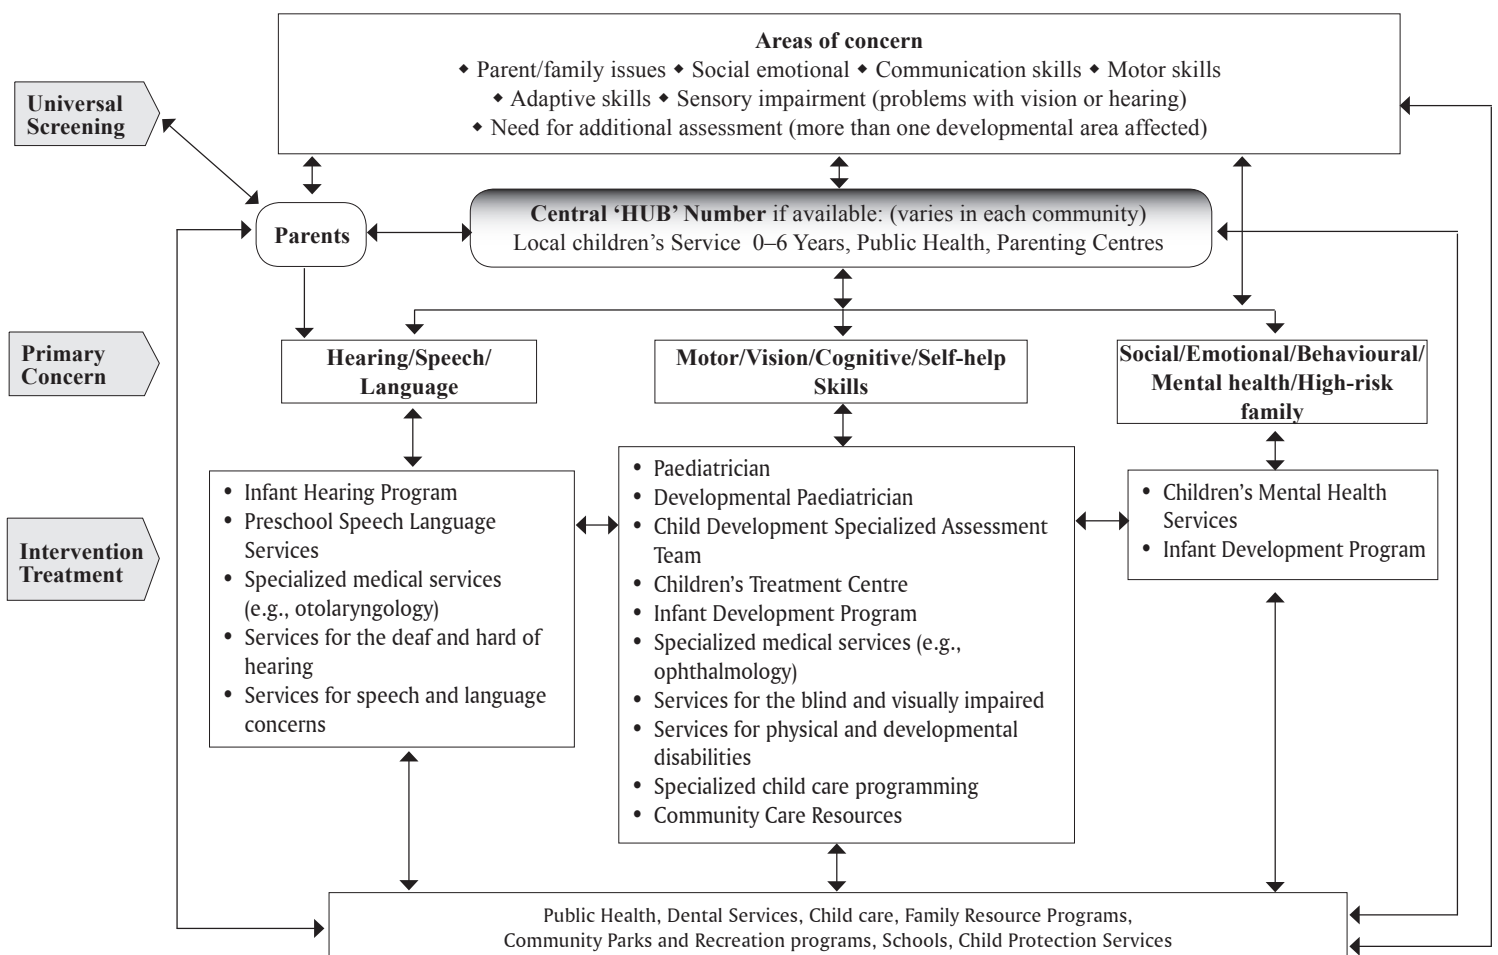 Areas of concern
◆ Parent/family issues ◆ Social emotional ◆ Communication skills ◆ Motor skills
◆ Adaptive skills ◆ Sensory impairment (problems with vision or hearing)
◆ Need for additional assessment (more than one developmental area affected)
Universal
Screening
Parents
Central ‘HUB’ Number if available: (varies in each community)
Local children’s Service 0–6 Years, Public Health, Parenting Centres
Primary
Concern
Hearing/Speech/
Language
Motor/Vision/Cognitive/Self-help
Skills
Social/Emotional/Behavioural/
Mental health/High-risk
family
Intervention
Treatment
• Infant Hearing Program
• Preschool Speech Language
Services
• Specialized medical services
(e.g., otolaryngology)
• Services for the deaf and hard of
hearing
• Services for speech and language
concerns
• Paediatrician
• Developmental Paediatrician
• Child Development Specialized Assessment
Team
• Children’s Treatment Centre
• Infant Development Program
• Specialized medical services (e.g.,
ophthalmology)
• Services for the blind and visually impaired
• Services for physical and developmental
disabilities
• Specialized child care programming
• Community Care Resources
• Children’s Mental Health
Services
• Infant Development Program
Public Health, Dental Services, Child care, Family Resource Programs,
Community Parks and Recreation programs, Schools, Child Protection Services